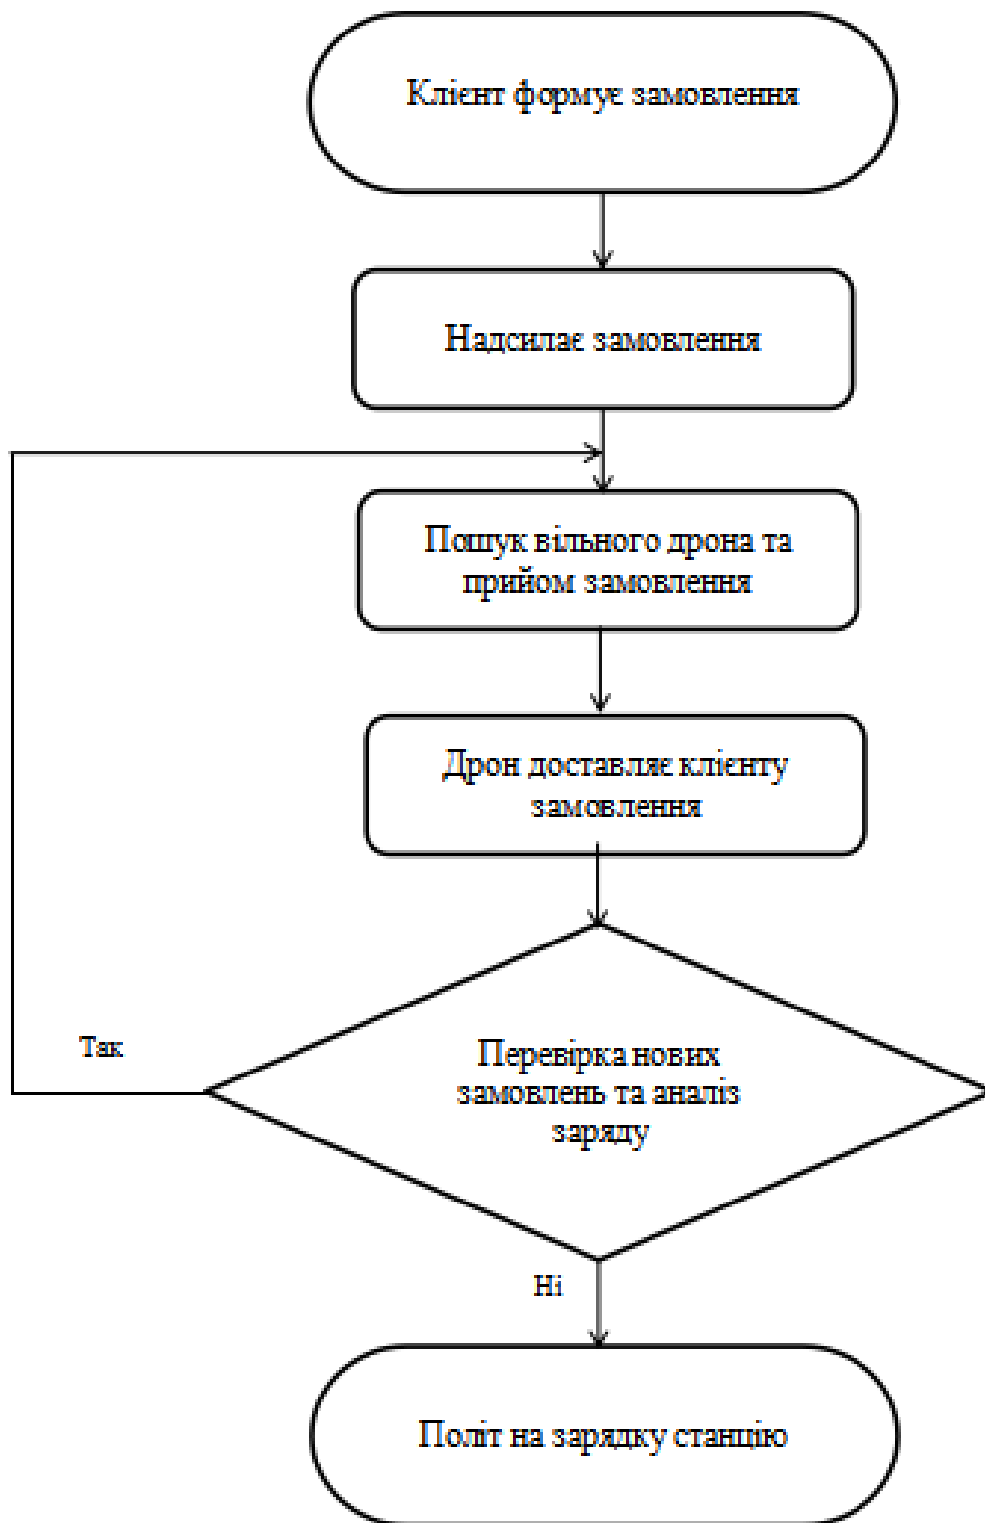 Клієнт формує замовлення
Надсилає замовлення
Пошук вільного дрона та
прийом замовлення
Дрон доставляє клієнту
замовлення
Так
Перевірка нових
замовлень та аналіз
заряду
Ні
Політ на зарядку станцію